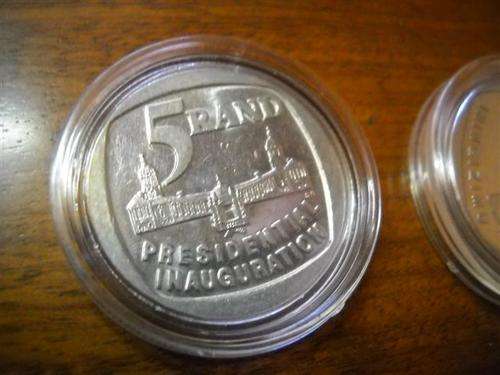 5 RAND
PRESIDENTIAL
INAUGURATION